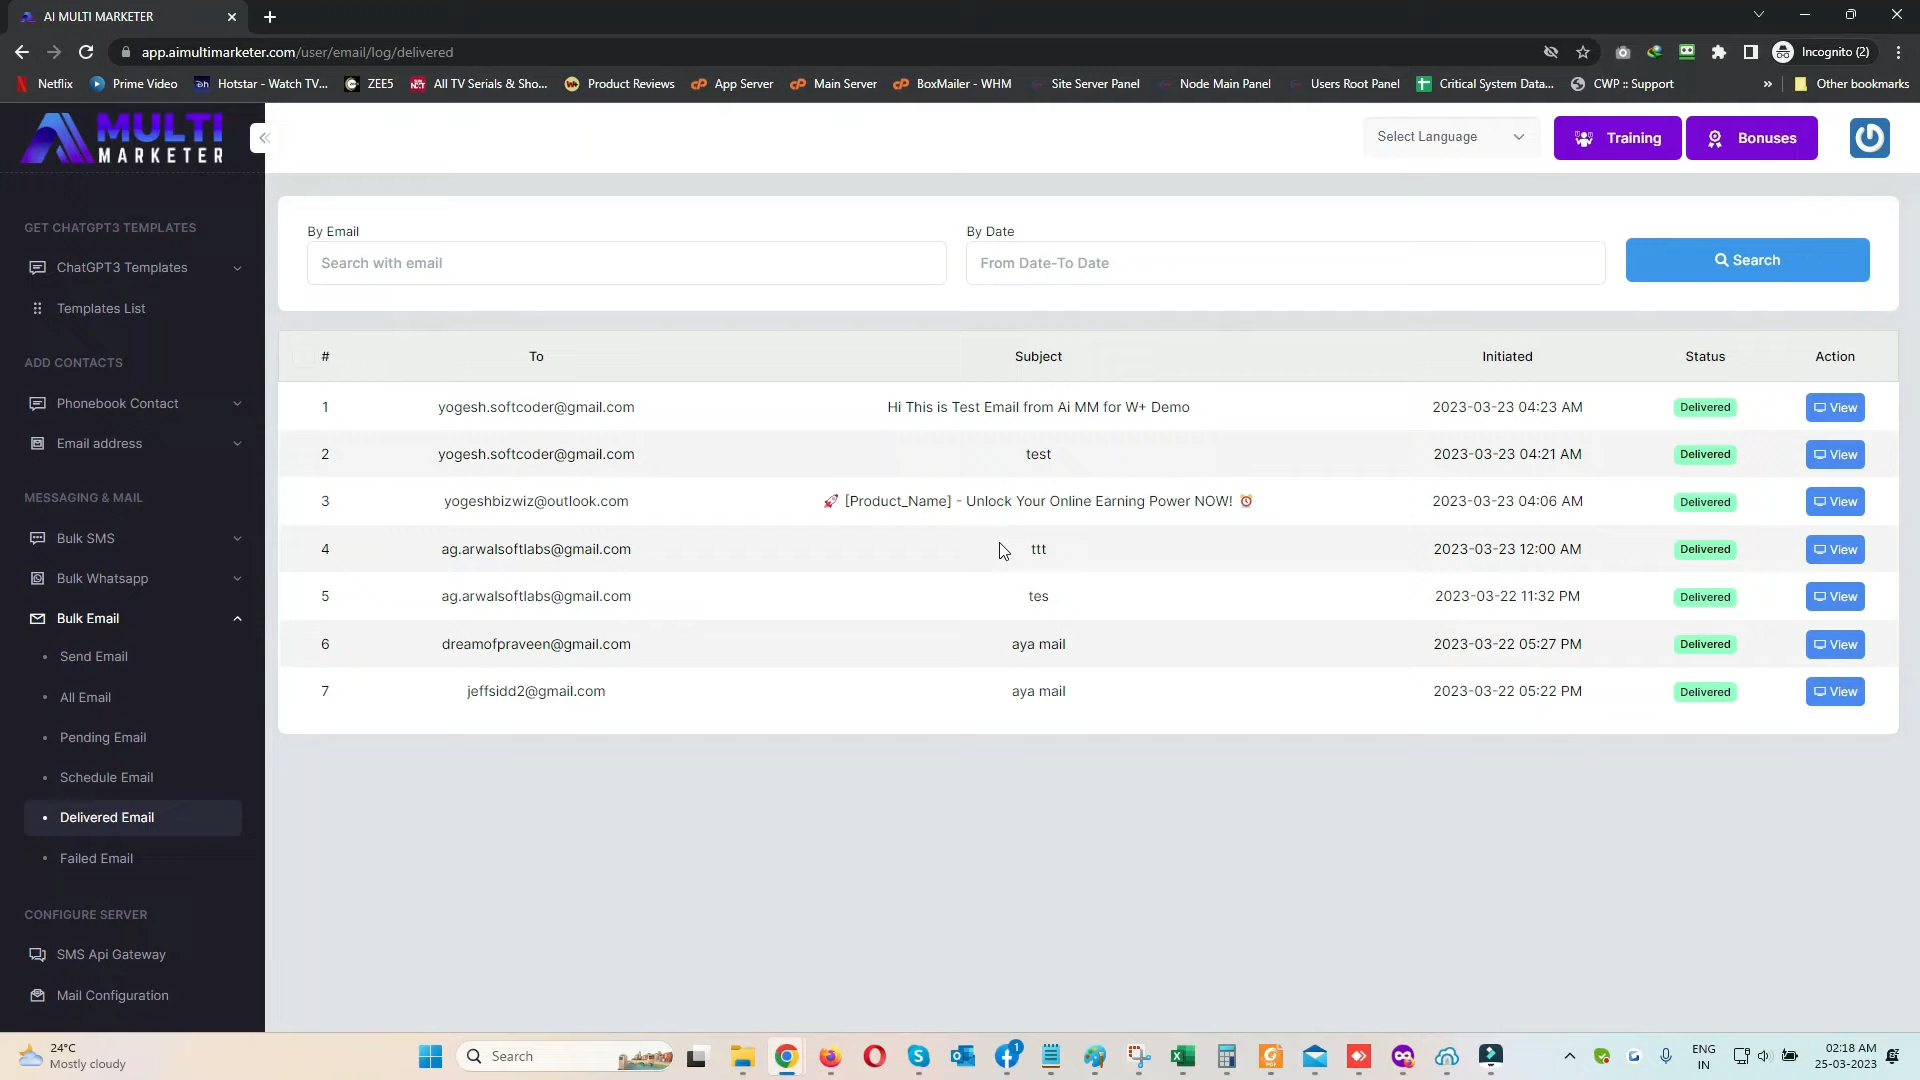 AI MULTI MARKETER
app.aimultimarketer.com/user/email/log/delivered
Incognito (2)
Netflix
Prime Video
Hotstar - Watch TV...
ZEE5
All TV Serials & Sho...
Product Reviews
App Server
Main Server
BoxMailer - WHM
Site Server Panel
Node Main Panel
Users Root Panel
Critical System Data...
CWP :: Support
»
Other bookmarks
MULTI
MARKETER
Select Language
Training
Bonuses
GET CHATGPT3 TEMPLATES
ChatGPT3 Templates
Templates List
ADD CONTACTS
Phonebook Contact
Email address
MESSAGING & MAIL
Bulk SMS
Bulk Whatsapp
Bulk Email
Send Email
All Email
Pending Email
Schedule Email
Delivered Email
Failed Email
CONFIGURE SERVER
SMS Api Gateway
Mail Configuration
By Email
Search with email
By Date
From Date-To Date
Search
# To Subject Initiated Status Action
1 yogesh.softcoder@gmail.com Hi This is Test Email from Ai MM for W+ Demo 2023-03-23 04:23 AM Delivered View
2 yogesh.softcoder@gmail.com test 2023-03-23 04:21 AM Delivered View
3 yogeshbizwiz@outlook.com 🚀 [Product_Name] - Unlock Your Online Earning Power NOW! ⏰ 2023-03-23 04:06 AM Delivered View
4 ag.arwalsoftlabs@gmail.com ttt 2023-03-23 12:00 AM Delivered View
5 ag.arwalsoftlabs@gmail.com tes 2023-03-22 11:32 PM Delivered View
6 dreamofpraveen@gmail.com aya mail 2023-03-22 05:27 PM Delivered View
7 jeffsidd2@gmail.com aya mail 2023-03-22 05:22 PM Delivered View
24°C
Mostly cloudy
Search
1
ENG
IN
02:18 AM
25-03-2023